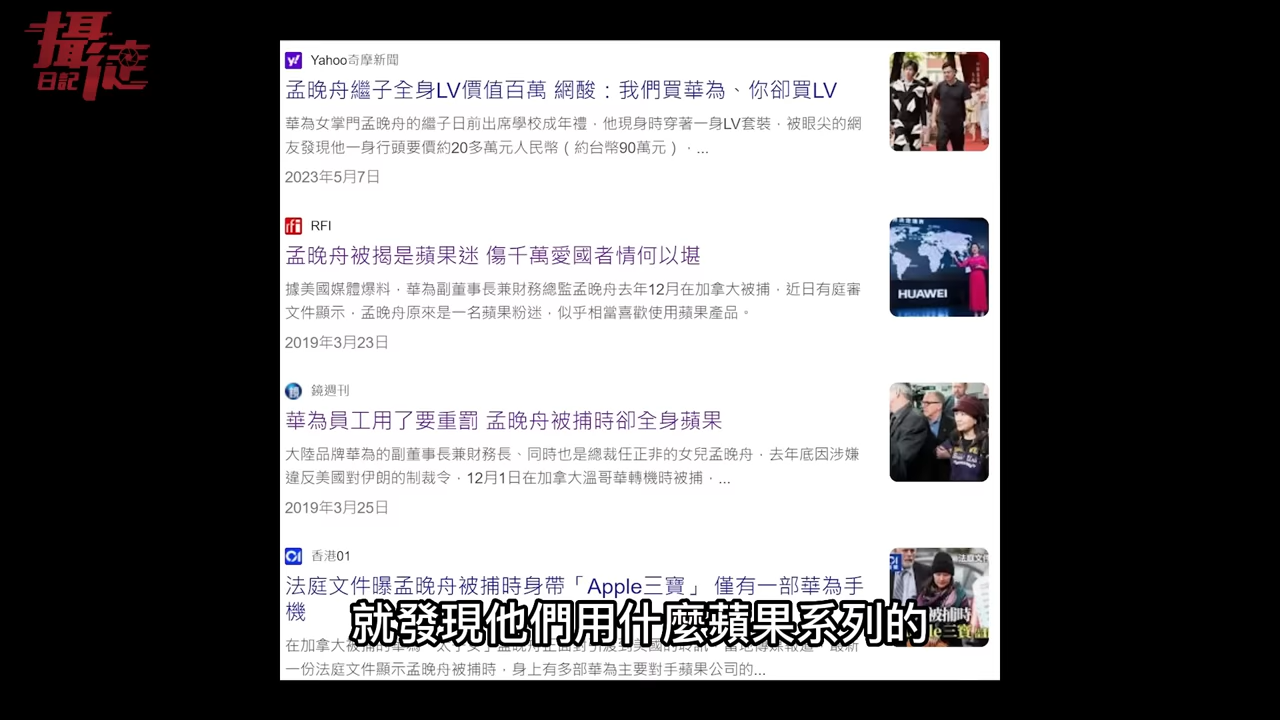 攝徒
日記
Yahoo奇摩新聞
孟晚舟繼子全身LV價值百萬 網酸：我們買華為、你卻買LV
華為女掌門孟晚舟的繼子日前出席學校成年禮，他現身時穿著一身LV套裝，被眼尖的網
友發現他一身行頭要價約20多萬元人民幣（約台幣90萬元），...
2023年5月7日
RFI
孟晚舟被揭是蘋果迷 傷千萬愛國者情何以堪
據美國媒體爆料，華為副董事長兼財務總監孟晚舟去年12月在加拿大被捕，近日有庭審
文件顯示，孟晚舟原來是一名蘋果粉迷，似乎相當喜歡使用蘋果產品。
HUAWEI
2019年3月23日
鏡週刊
華為員工用了要重罰 孟晚舟被捕時卻全身蘋果
大陸品牌華為的副董事長兼財務長、同時也是總裁任正非的女兒孟晚舟，去年底因涉嫌
違反美國對伊朗的制裁令，12月1日在加拿大溫哥華轉機時被捕，...
2019年3月25日
香港01
法庭文件曝孟晚舟被捕時身帶「Apple三寶」 僅有一部華為手
機
就發現他們用什麼蘋果系列的
在加拿大被捕的華為
一份法庭文件顯示孟晚舟被捕時，身上有多部華為主要對手蘋果公司的...